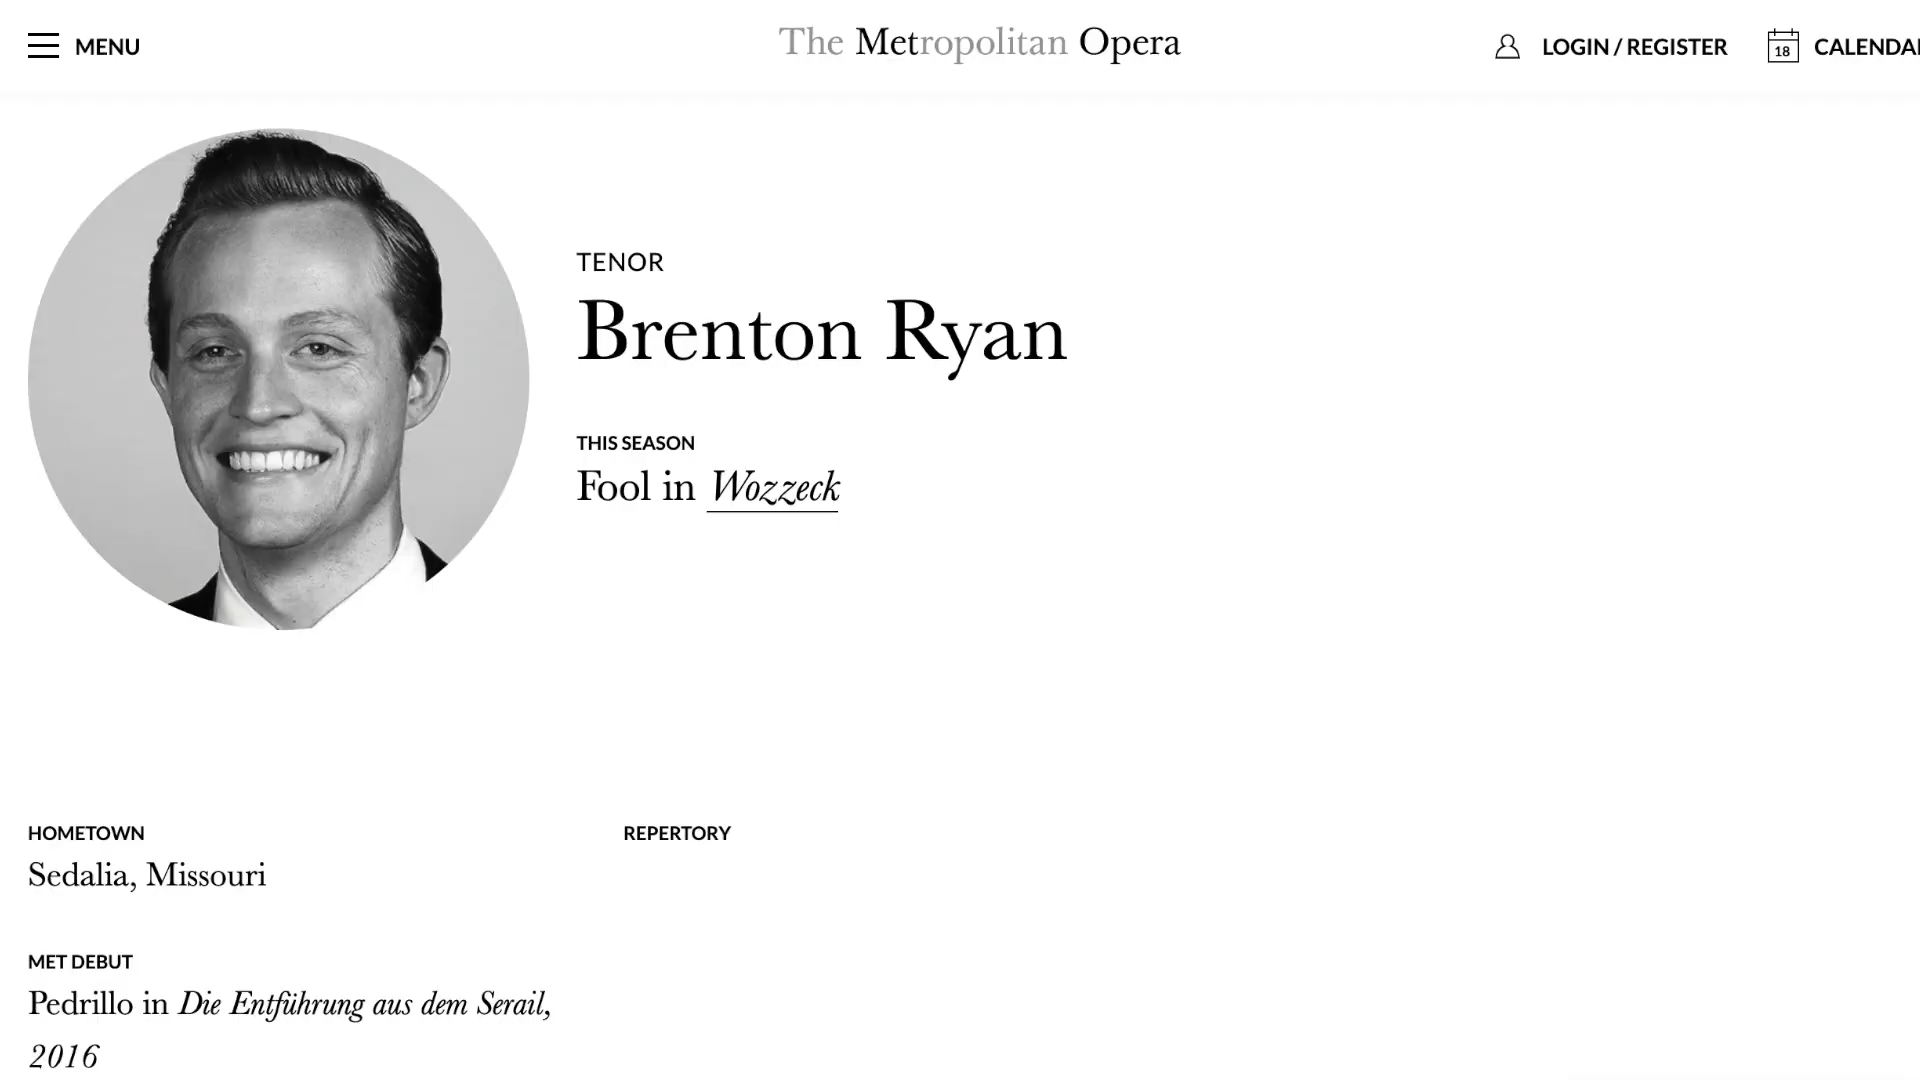 MENU
The Metropolitan Opera
LOGIN / REGISTER
18
CALENDAR
TENOR
Brenton Ryan
THIS SEASON
Fool in Wozzeck
HOMETOWN
Sedalia, Missouri
REPERTORY
MET DEBUT
Pedrillo in Die Entführung aus dem Serail,
2016